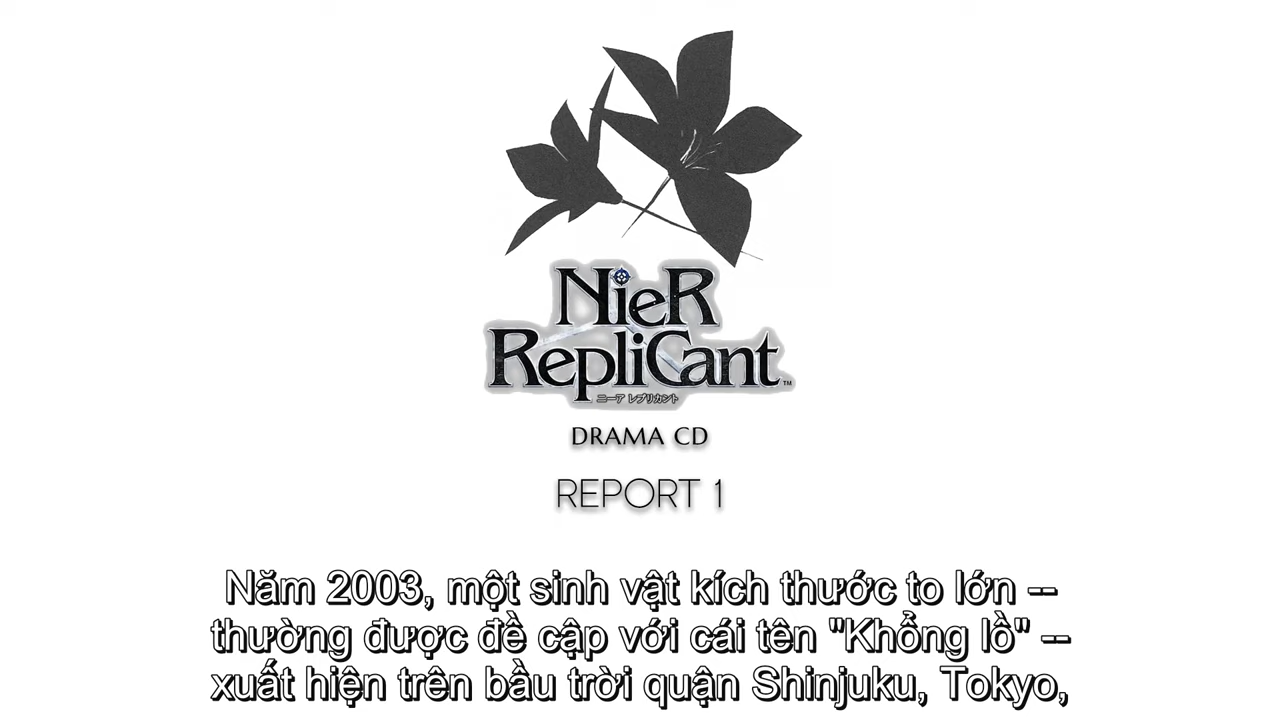 NieR
RepliCant™
ニーア レプリカント
DRAMA CD
REPORT 1
Năm 2003, một sinh vật kích thước to lớn --
thường được đề cập với cái tên "Khổng lồ" --
xuất hiện trên bầu trời quận Shinjuku, Tokyo,